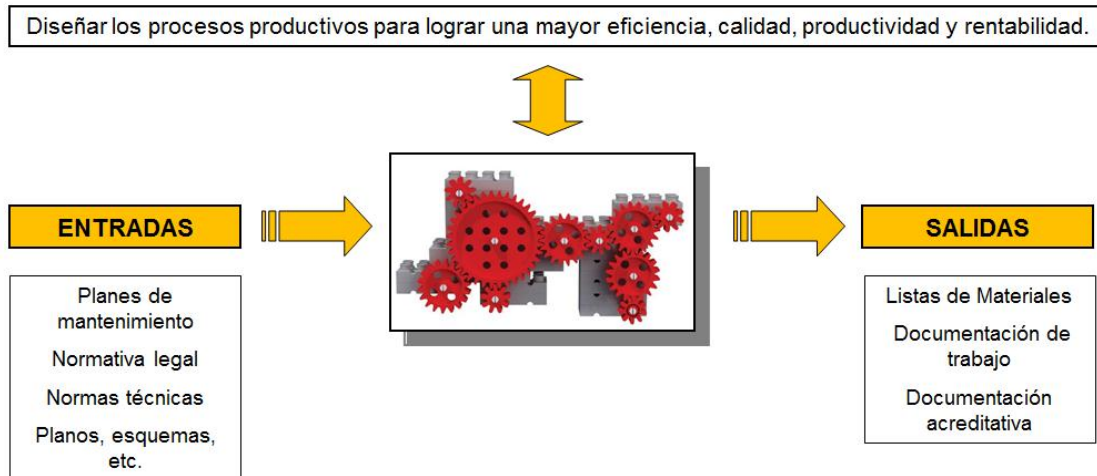 Diseñar los procesos productivos para lograr una mayor eficiencia, calidad, productividad y rentabilidad.
ENTRADAS
Planes de
mantenimiento
Normativa legal
Normas técnicas
Planos, esquemas,
etc.
SALIDAS
Listas de Materiales
Documentación de
trabajo
Documentación
acreditativa